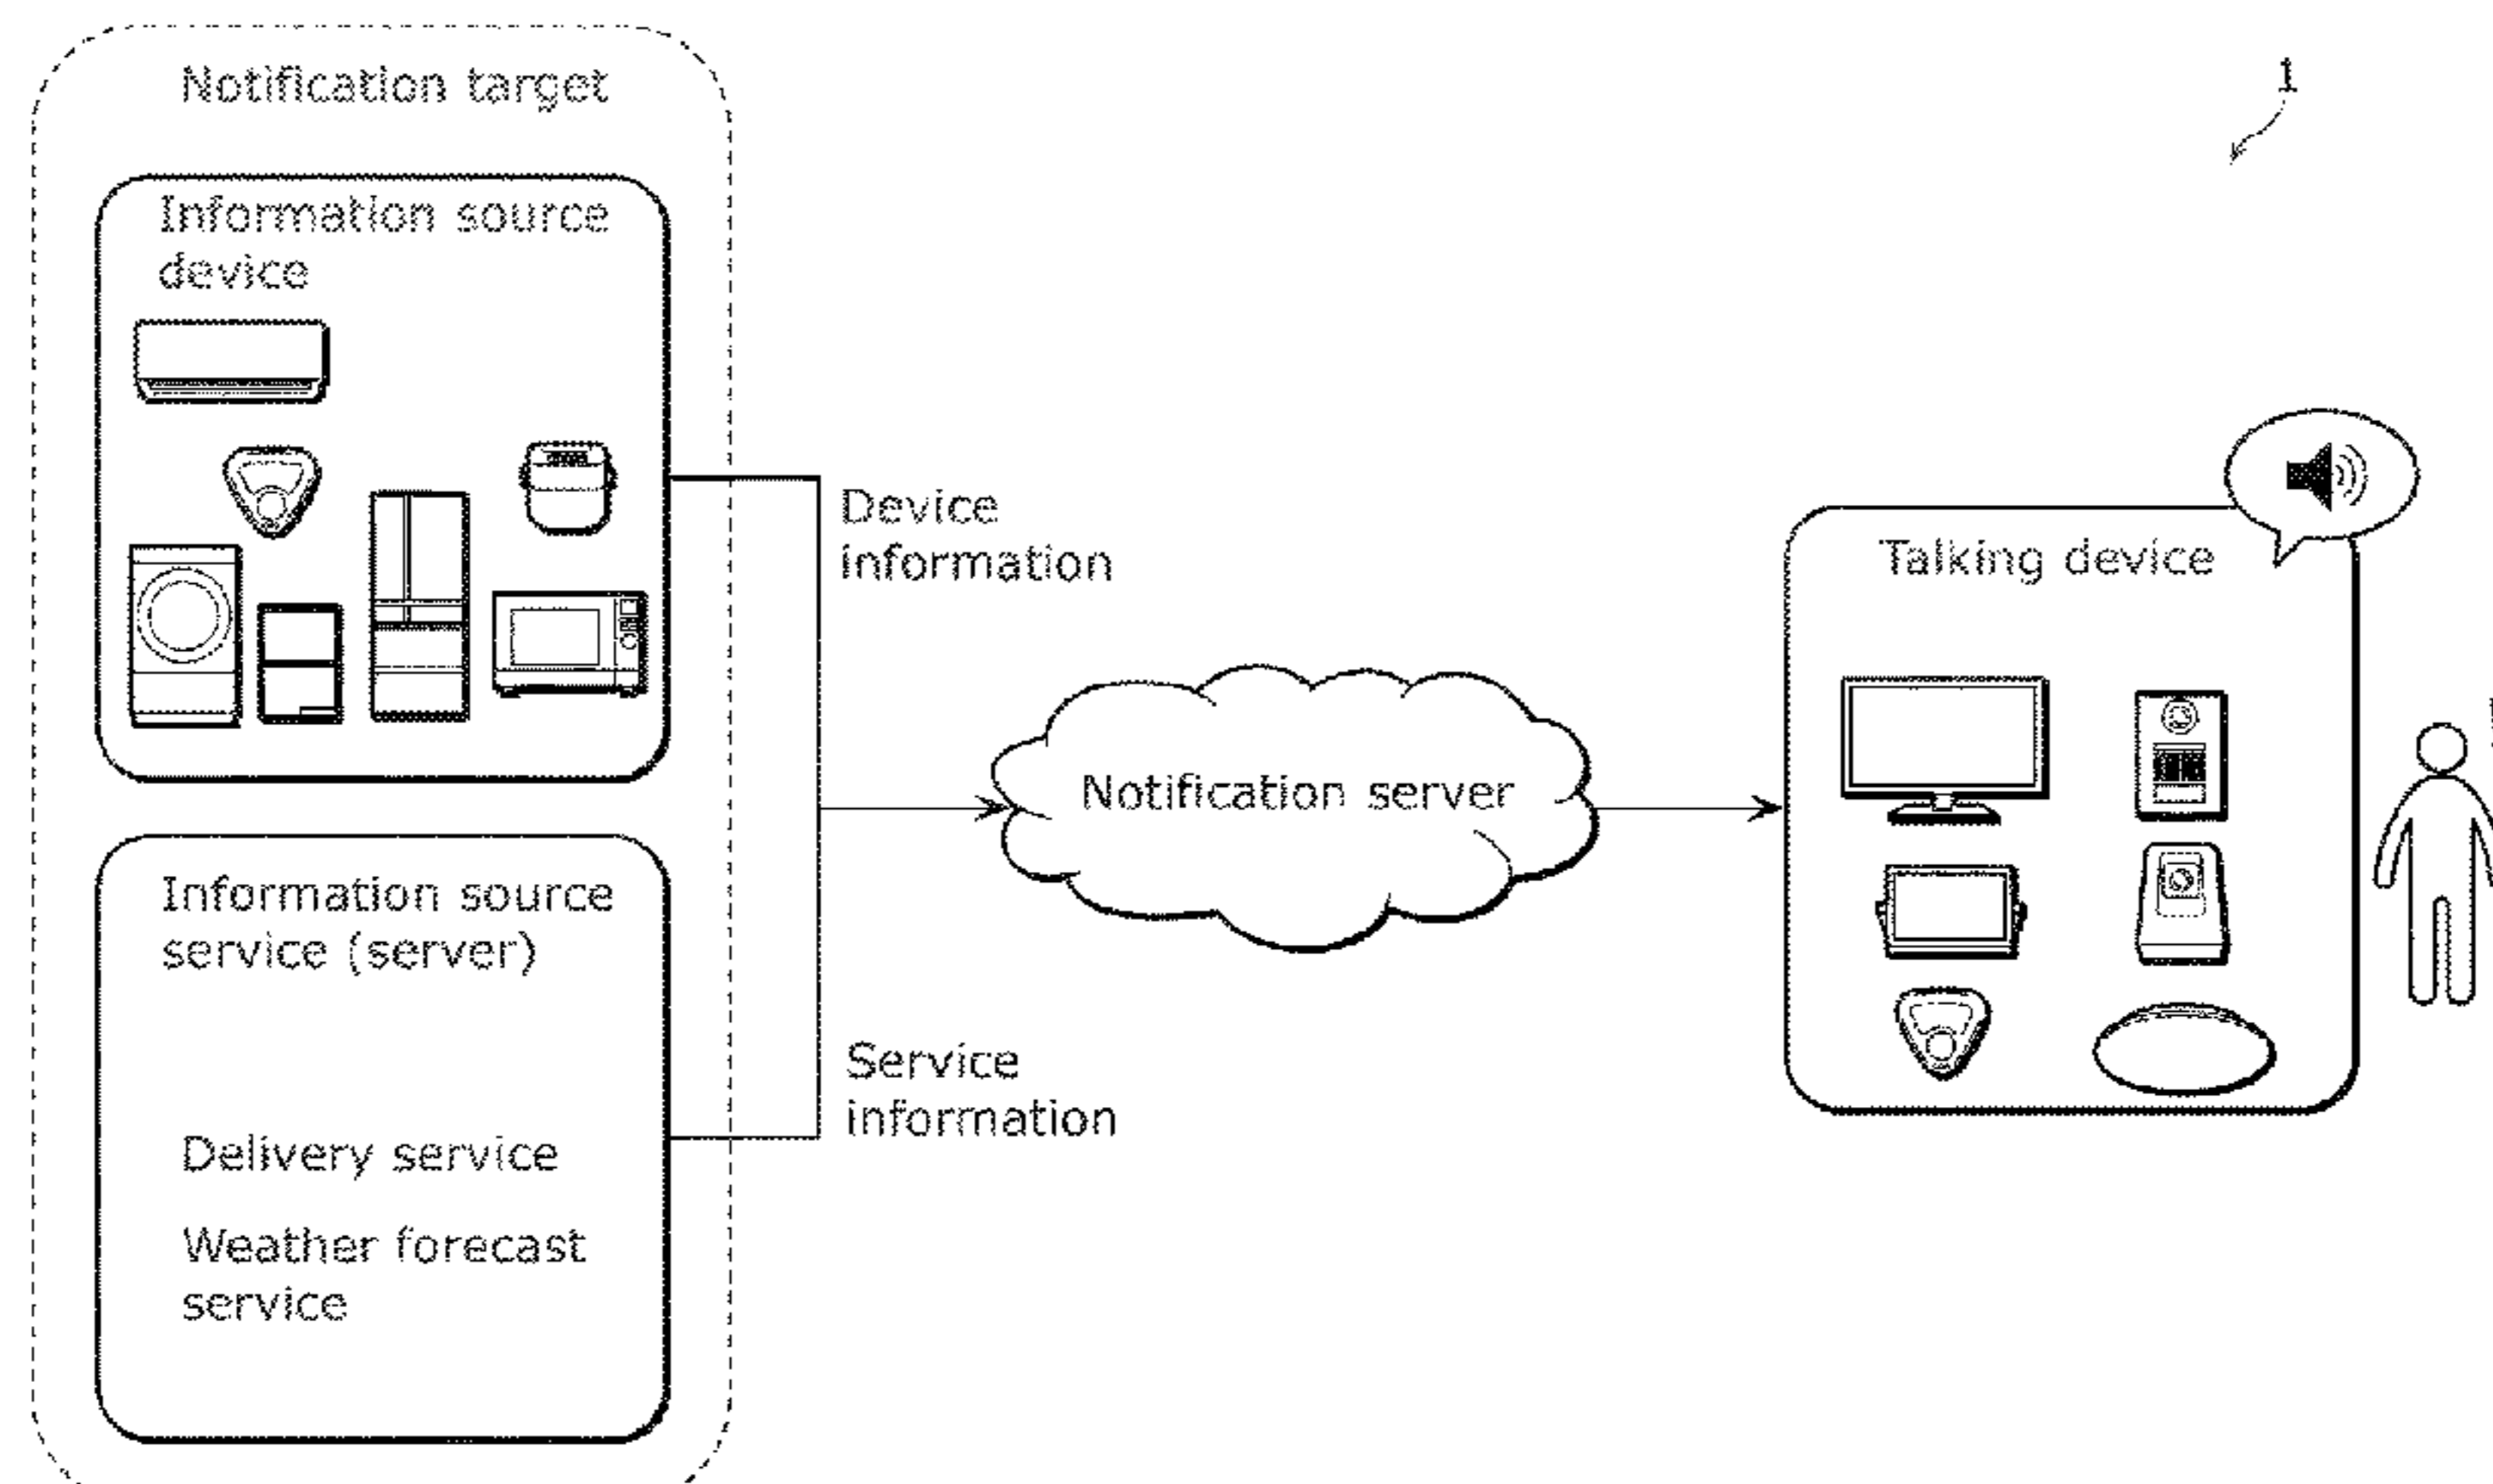 Notification target
1
Information source
device
Device
information
Talking device
Notification server
Information source
service (server)
Service
information
Delivery service
Weather forecast
service